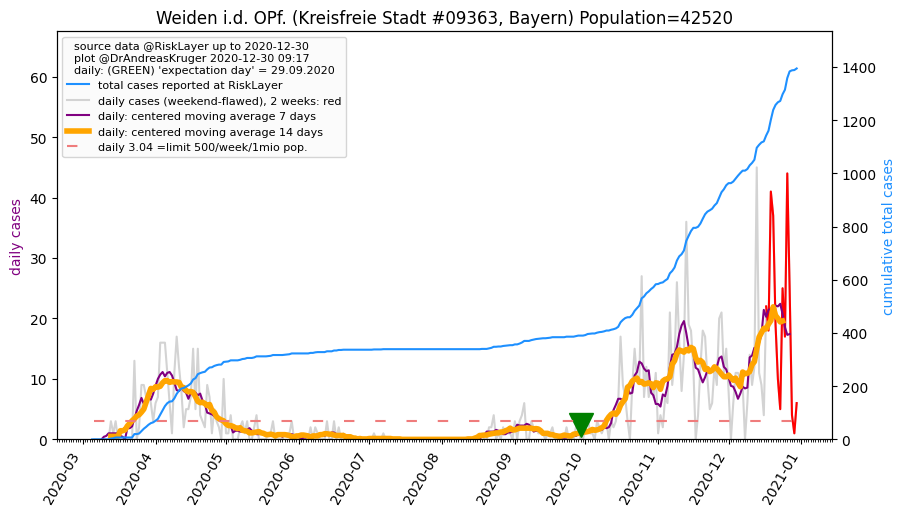 Weiden i.d. OPf. (Kreisfreie Stadt #09363, Bayern) Population=42520
source data @RiskLayer up to 2020-12-30
plot @DrAndreasKruger 2020-12-30 09:17
daily: (GREEN) 'expectation day' = 29.09.2020
total cases reported at RiskLayer
daily cases (weekend-flawed), 2 weeks: red
daily: centered moving average 7 days
daily: centered moving average 14 days
daily 3.04 =limit 500/week/1mio pop.
daily cases
60
50
40
30
20
10
0
1400
1200
1000
800
600
400
200
0
cumulative total cases
2020-03
2020-04
2020-05
2020-06
2020-07
2020-08
2020-09
2020-10
2020-11
2020-12
2021-01